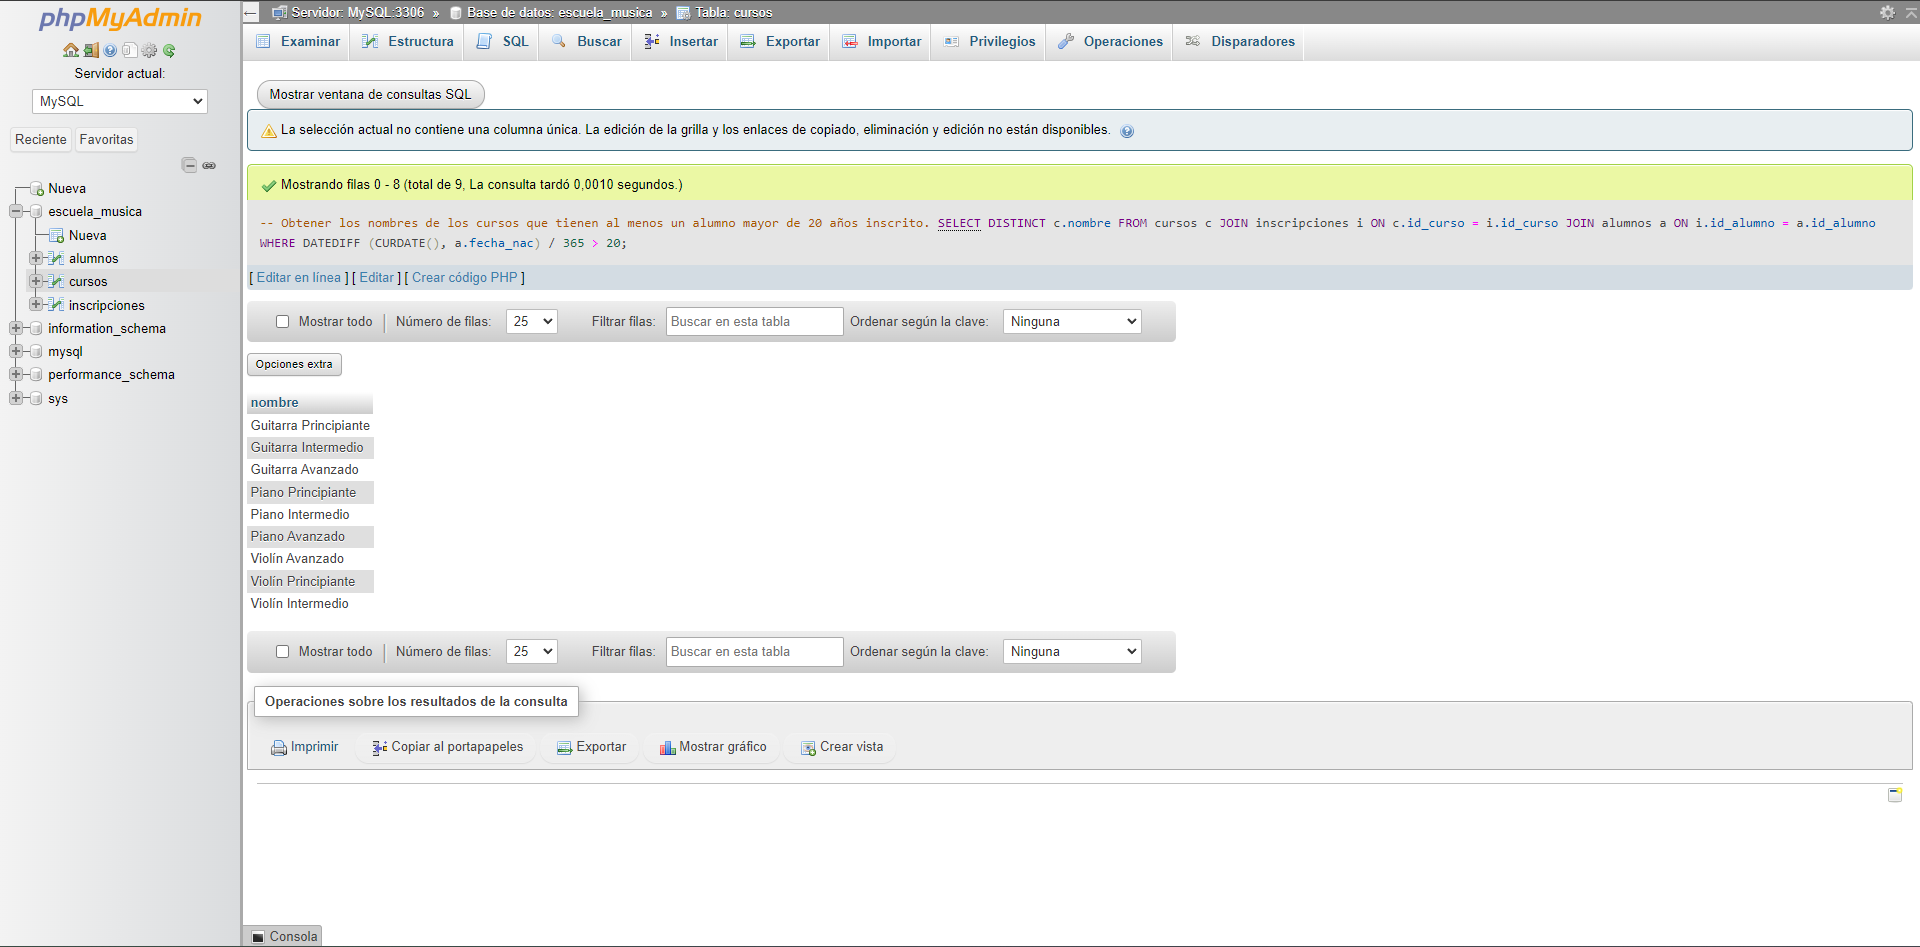 phpMyAdmin
Servidor actual:
MySQL
Reciente
Favoritas
Nueva
escuela_musica
Nueva
alumnos
cursos
inscripciones
information_schema
mysql
performance_schema
sys
Servidor: MySQL:3306 » Base de datos: escuela_musica » Tabla: cursos
Examinar
Estructura
SQL
Buscar
Insertar
Exportar
Importar
Privilegios
Operaciones
Disparadores
Mostrar ventana de consultas SQL
La selección actual no contiene una columna única. La edición de la grilla y los enlaces de copiado, eliminación y edición no están disponibles.
Mostrando filas 0 - 8 (total de 9, La consulta tardó 0,0010 segundos.)
-- Obtener los nombres de los cursos que tienen al menos un alumno mayor de 20 años inscrito. SELECT DISTINCT c.nombre FROM cursos c JOIN inscripciones i ON c.id_curso = i.id_curso JOIN alumnos a ON i.id_alumno = a.id_alumno
WHERE DATEDIFF (CURDATE(), a.fecha_nac) / 365 > 20;
[ Editar en línea ] [ Editar ] [ Crear código PHP ]
Mostrar todo | Número de filas: 25 Filtrar filas: Buscar en esta tabla Ordenar según la clave: Ninguna
Opciones extra
nombre
Guitarra Principiante
Guitarra Intermedio
Guitarra Avanzado
Piano Principiante
Piano Intermedio
Piano Avanzado
Violín Avanzado
Violín Principiante
Violín Intermedio
Mostrar todo | Número de filas: 25 Filtrar filas: Buscar en esta tabla Ordenar según la clave: Ninguna
Operaciones sobre los resultados de la consulta
Imprimir
Copiar al portapapeles
Exportar
Mostrar gráfico
Crear vista
Consola